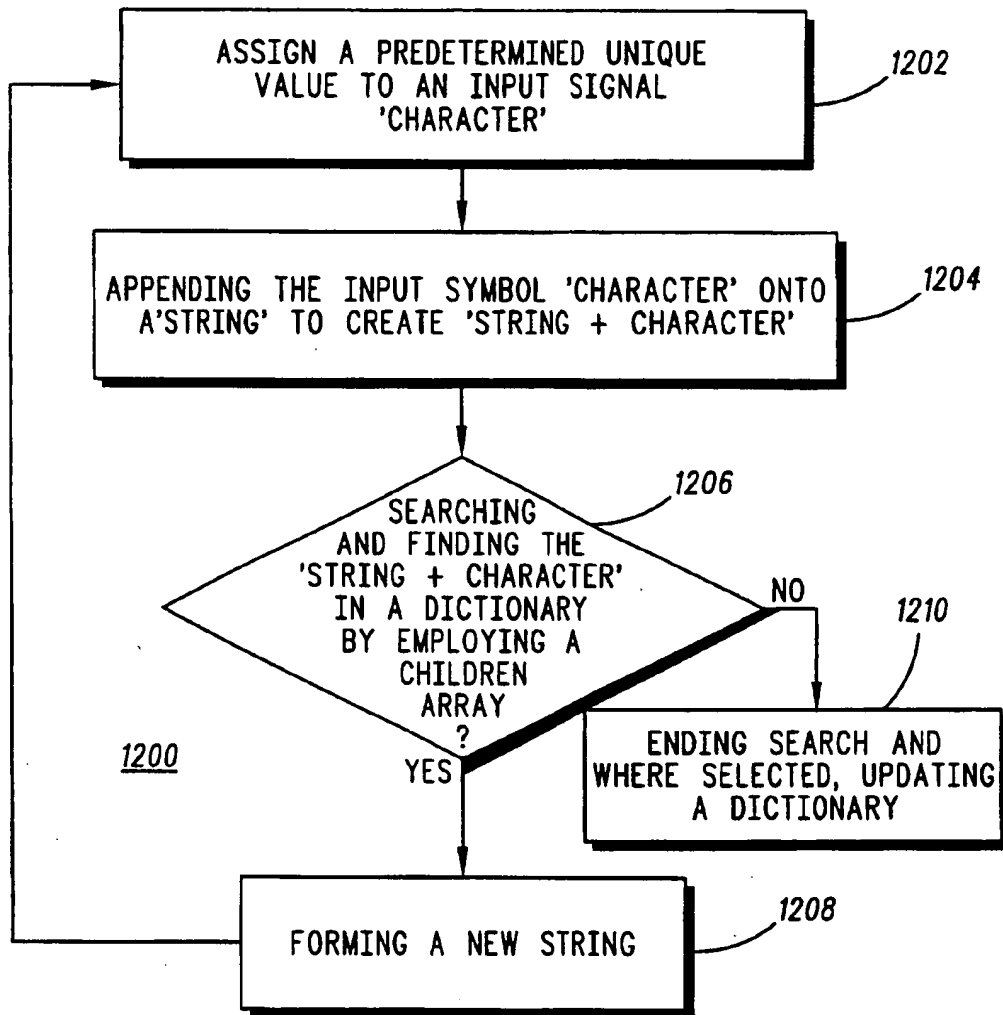 ASSIGN A PREDETERMINED UNIQUE
VALUE TO AN INPUT SIGNAL
'CHARACTER'
1202
APPENDING THE INPUT SYMBOL 'CHARACTER' ONTO
A'STRING' TO CREATE 'STRING + CHARACTER'
1204
SEARCHING
AND FINDING THE
'STRING + CHARACTER'
IN A DICTIONARY
BY EMPLOYING A
CHILDREN
ARRAY
?
1206
NO
1210
YES
1200
ENDING SEARCH AND
WHERE SELECTED, UPDATING
A DICTIONARY
FORMING A NEW STRING
1208